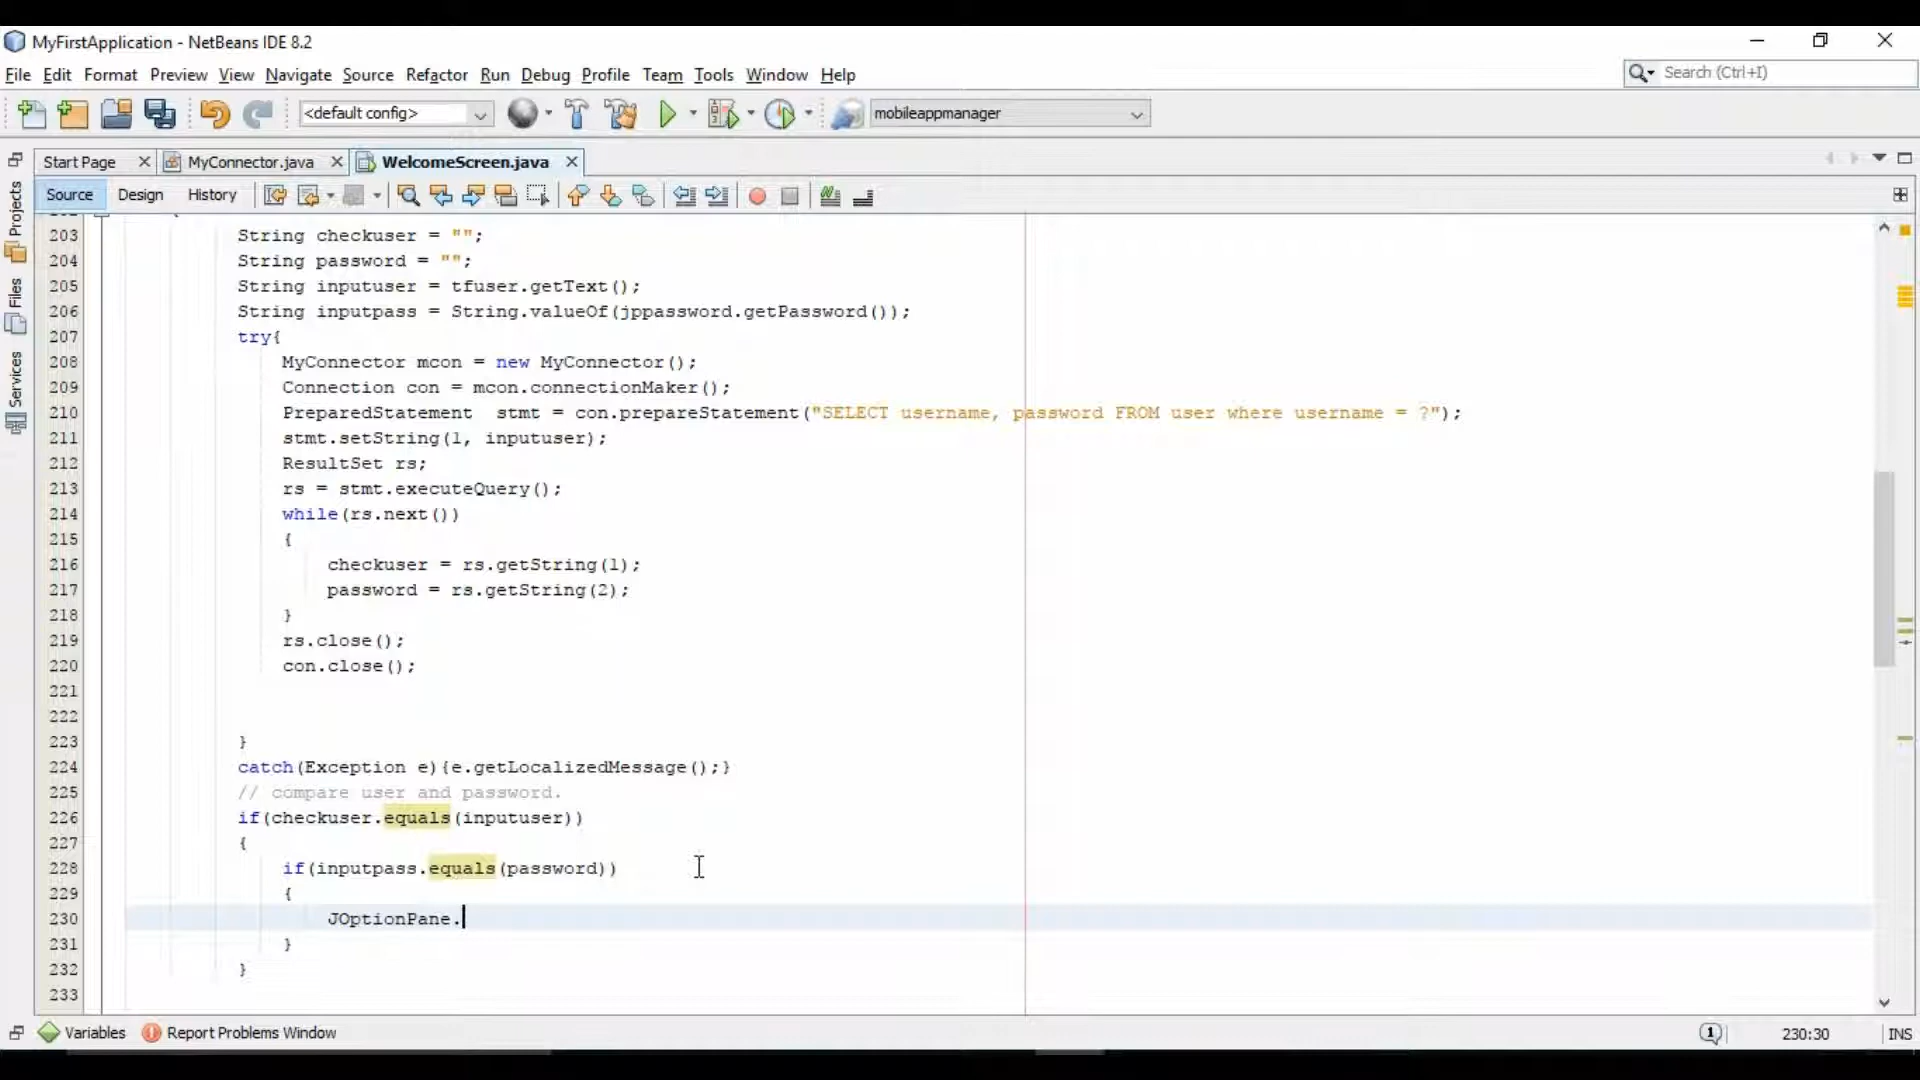 MyFirstApplication - NetBeans IDE 8.2
File Edit Format Preview View Navigate Source Refactor Run Debug Profile Team Tools Window Help
Search (Ctrl+I)
<default config>
mobileappmanager
Start Page
MyConnector.java
WelcomeScreen.java
Source Design History
Projects
Files
Services
203 String checkuser = "";
204 String password = "";
205 String inputuser = tfuser.getText();
206 String inputpass = String.valueOf(jppassword.getPassword());
207 try{
208 MyConnector mcon = new MyConnector();
209 Connection con = mcon.connectionMaker();
210 PreparedStatement  stmt = con.prepareStatement("SELECT username, password FROM user where username = ?");
211 stmt.setString(1, inputuser);
212 ResultSet rs;
213 rs = stmt.executeQuery();
214 while(rs.next())
215 {
216 checkuser = rs.getString(1);
217 password = rs.getString(2);
218 }
219 rs.close();
220 con.close();
221
222
223 }
224 catch(Exception e){e.getLocalizedMessage();}
225 // compare user and password.
226 if(checkuser.equals(inputuser))
227 {
228 if(inputpass.equals(password))
229 {
230 JOptionPane.
231 }
232 }
233
Variables
Report Problems Window
1
230:30
INS